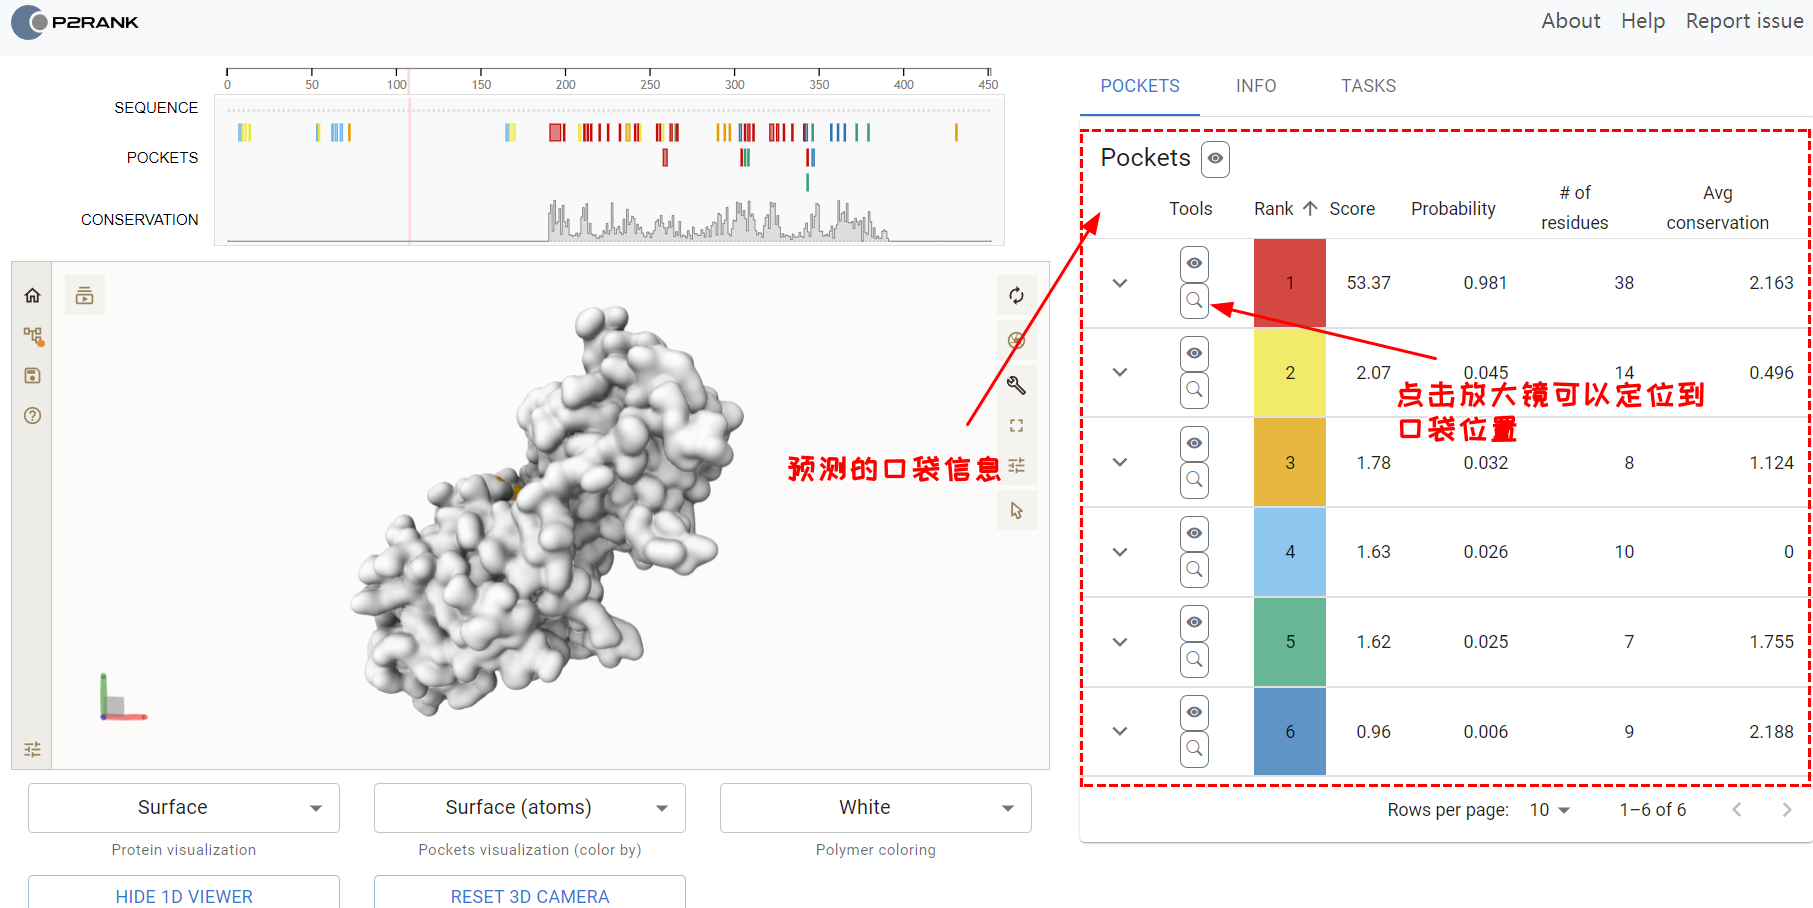 P2RANK
About Help Report issue
0 50 100 150 200 250 300 350 400 450
SEQUENCE
POCKETS
CONSERVATION
POCKETS INFO TASKS
Pockets
Tools Rank Score Probability # of residues Avg conservation
1 53.37 0.981 38 2.163
2 2.07 0.045 14 0.496
3 1.78 0.032 8 1.124
4 1.63 0.026 10 0
5 1.62 0.025 7 1.755
6 0.96 0.006 9 2.188
点击放大镜可以定位到
口袋位置
预测的口袋信息
Rows per page: 10 1–6 of 6
Surface Surface (atoms) White
Protein visualization Pockets visualization (color by) Polymer coloring
HIDE 1D VIEWER RESET 3D CAMERA